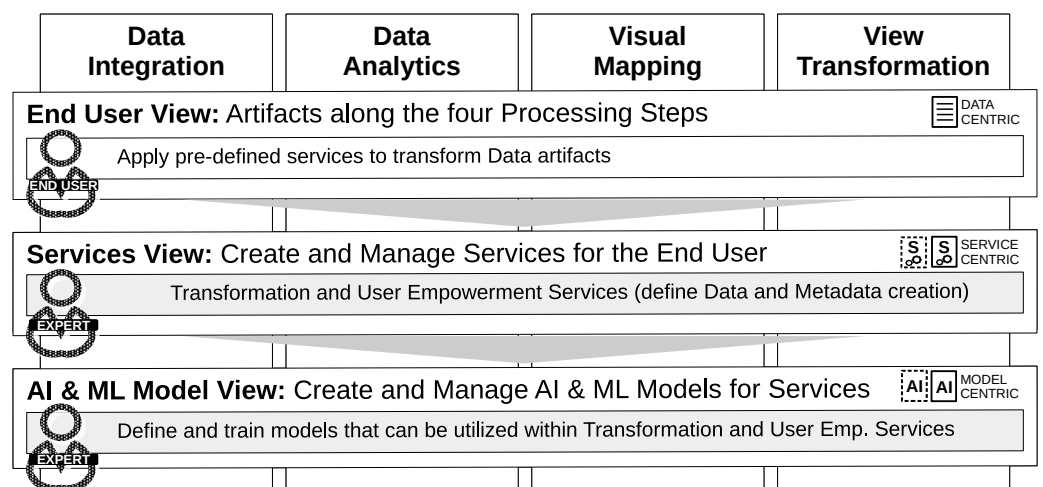 Data
Integration
Data
Analytics
Visual
Mapping
View
Transformation
End User View: Artifacts along the four Processing Steps
DATA
CENTRIC
Apply pre-defined services to transform Data artifacts
END USER
Services View: Create and Manage Services for the End User
S
S
SERVICE
CENTRIC
Transformation and User Empowerment Services (define Data and Metadata creation)
EXPERT
AI & ML Model View: Create and Manage AI & ML Models for Services
AI
AI
MODEL
CENTRIC
Define and train models that can be utilized within Transformation and User Emp. Services
EXPERT